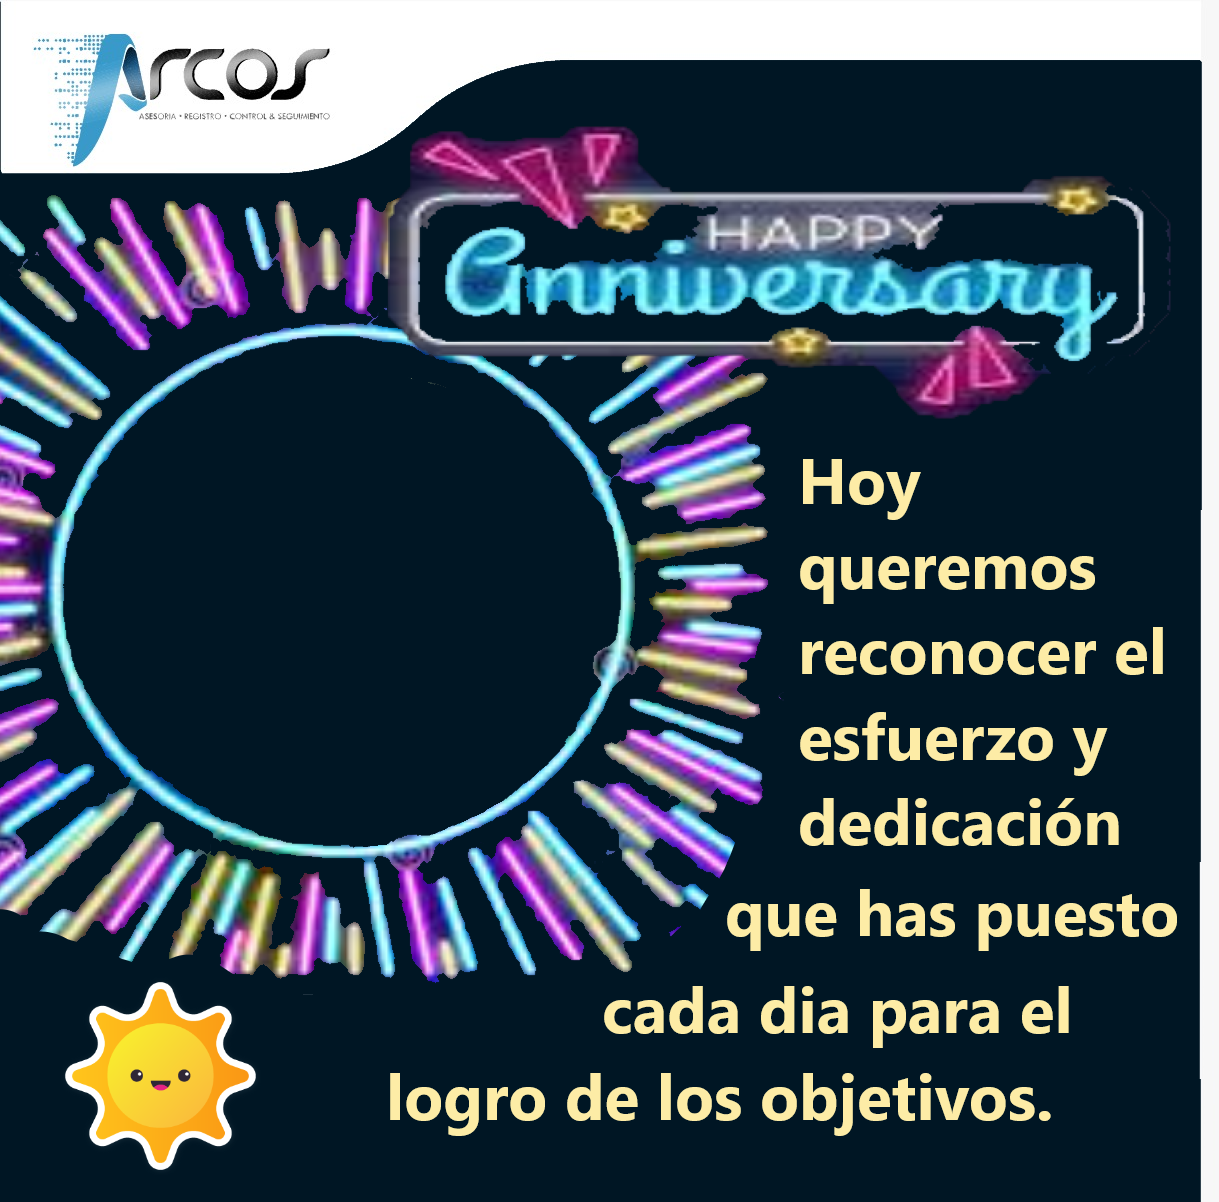 Arcos
ASESORIA • REGISTRO • CONTROL & SEGUIMIENTO
HAPPY
Anniversary
Hoy
queremos
reconocer el
esfuerzo y
dedicación
que has puesto
cada dia para el
logro de los objetivos.